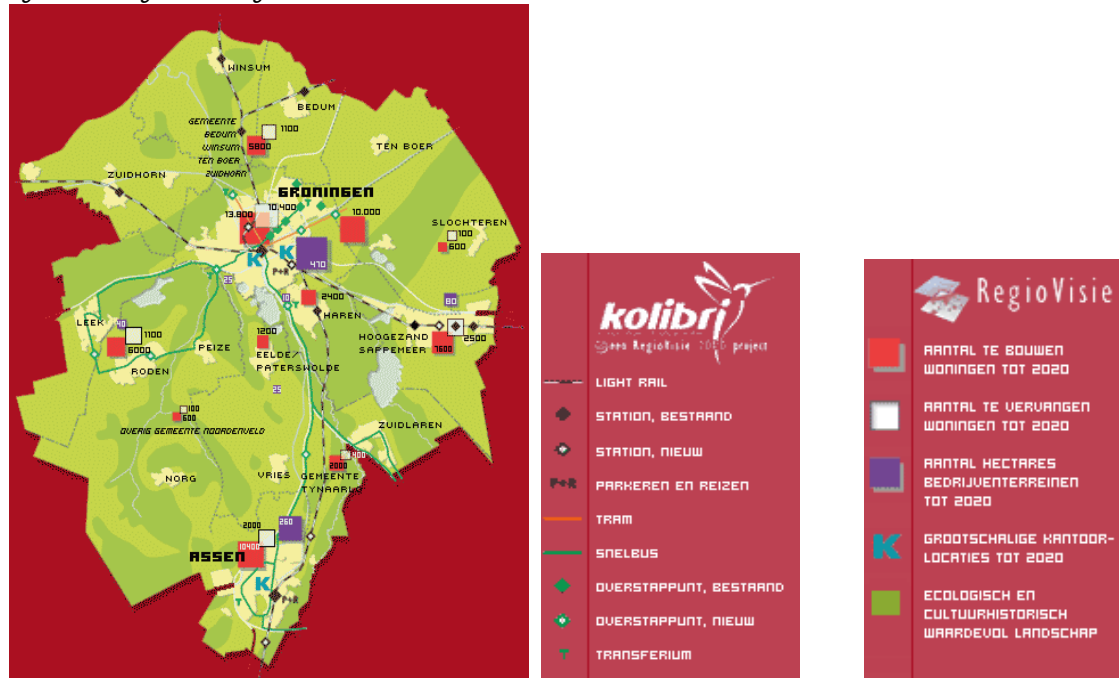 WINSUM
BEDUM
GEMEENTE
BEDUM
WINSUM
TEN BOER
ZUIDHORN
1100
5800
TEN BOER
ZUIDHORN
T
GRONINGEN
10.400
T
13.800
10.000
SLOCHTEREN
100
600
K
K
470
P+R
T
35
10
T
2400
HAREN
80
LEEK
40
1100
6000
RODEN
PEIZE
1200
EELDE/
PATERSWOLDE
HOOGEZAND
SAPPEMEER
7600
2500
25
100
600
OVERIG GEMEENTE NOORDENVELD
ZUIDLAREN
400
2000
NORG
VRIES
GEMEENTE
TYNAARLO
2000
260
ASSEN
10400
K
P+R
T
kolibri
een RegioVisie project
LIGHT RAIL
STATION, BESTAAND
STATION, NIEUW
P+R
PARKEREN EN REIZEN
TRAM
SNELBUS
OVERSTAPPUNT, BESTAAND
OVERSTAPPUNT, NIEUW
T
TRANSFERIUM
RegioVisie
AANTAL TE BOUWEN
WONINGEN TOT 2020
AANTAL TE VERVANGEN
WONINGEN TOT 2020
AANTAL HECTARES
BEDRIJVENTERREINEN
TOT 2020
K
GROOTSCHALIGE KANTOOR-
LOCATIES TOT 2020
ECOLOGISCH EN
CULTUURHISTORISCH
WAARDEVOL LANDSCHAP